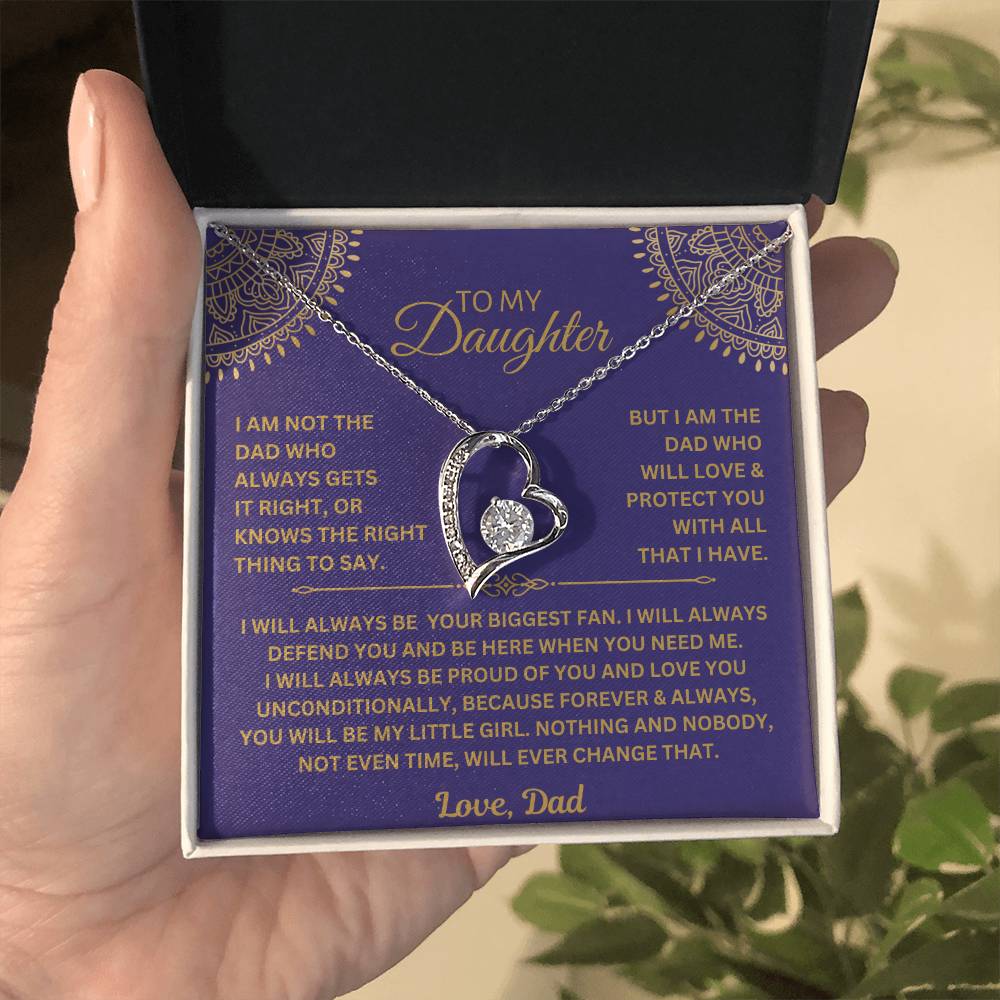 TO MY
Daughter
I AM NOT THE
DAD WHO
ALWAYS GETS
IT RIGHT, OR
KNOWS THE RIGHT
THING TO SAY.
BUT I AM THE
DAD WHO
WILL LOVE &
PROTECT YOU
WITH ALL
THAT I HAVE.
I WILL ALWAYS BE YOUR BIGGEST FAN. I WILL ALWAYS
DEFEND YOU AND BE HERE WHEN YOU NEED ME.
I WILL ALWAYS BE PROUD OF YOU AND LOVE YOU
UNCONDITIONALLY, BECAUSE FOREVER & ALWAYS,
YOU WILL BE MY LITTLE GIRL. NOTHING AND NOBODY,
NOT EVEN TIME, WILL EVER CHANGE THAT.
Love, Dad